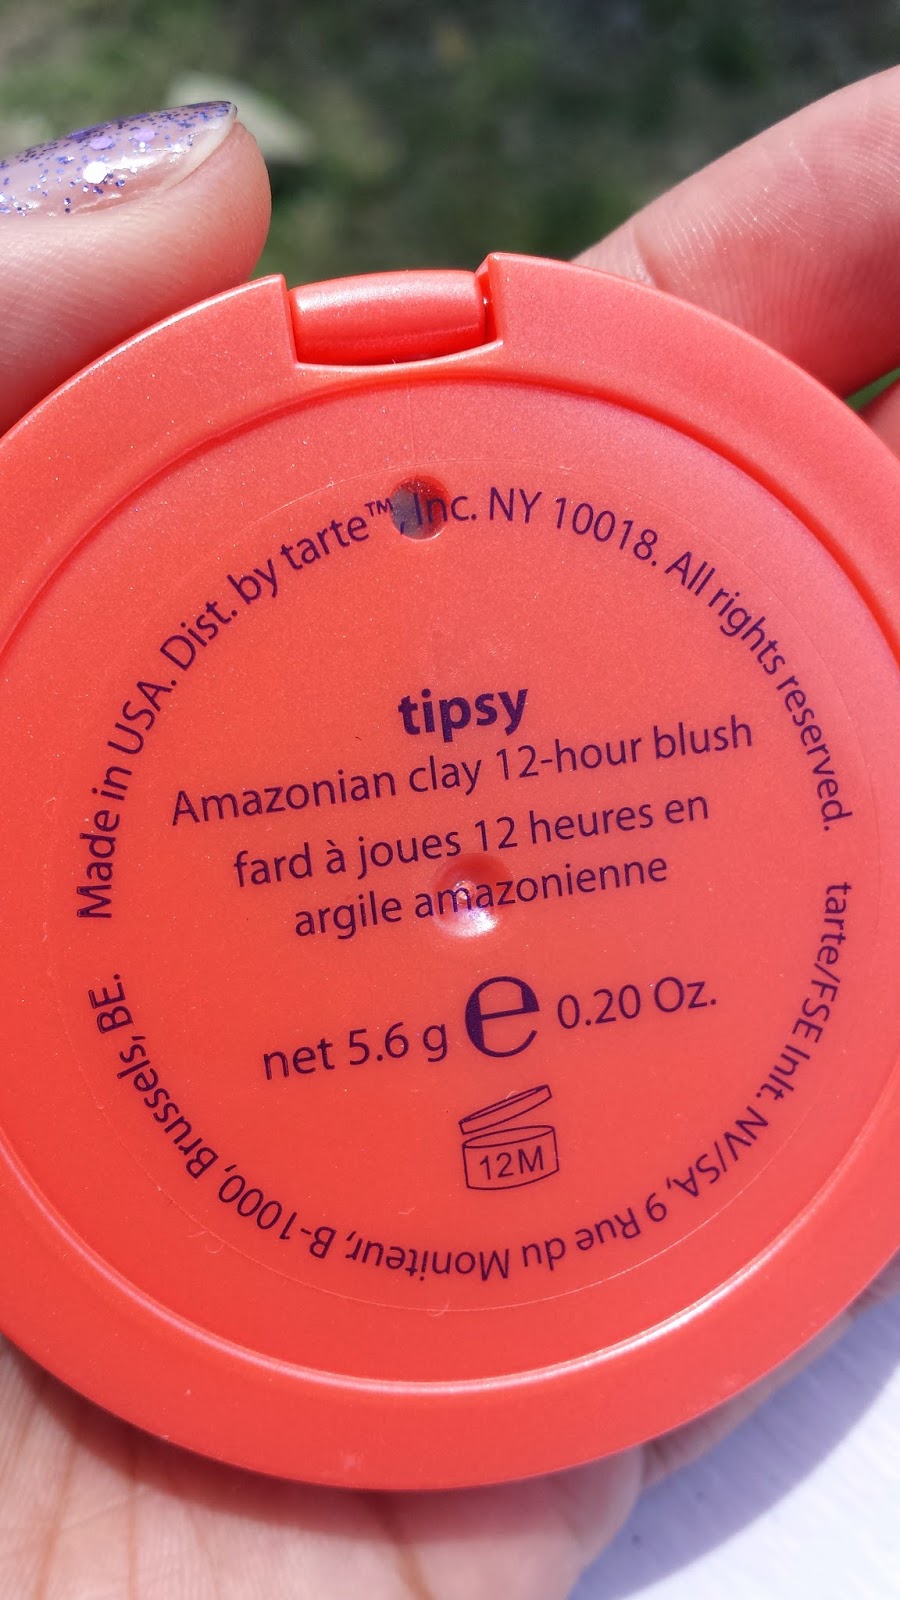 Made in USA. Dist. by tarte™, Inc. NY 10018. All rights reserved.
tipsy
Amazonian clay 12-hour blush
fard à joues 12 heures en
argile amazonienne
net 5.6 g e 0.20 Oz.
12M
tarte/FSE Inlt. NV/SA, 9 Rue du Moniteur, B-1000, Brussels, BE.